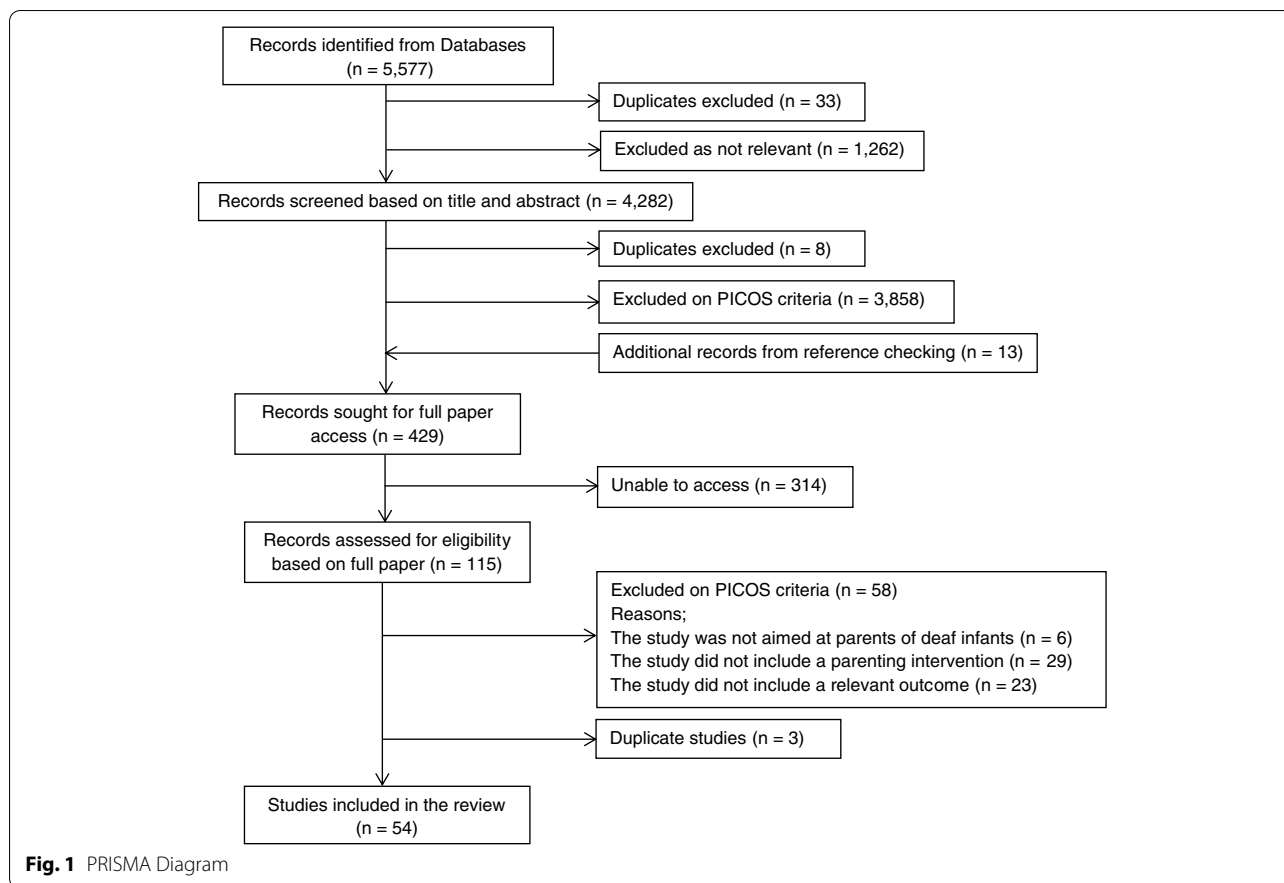 Records identified from Databases
(n = 5,577)
Duplicates excluded (n = 33)
Excluded as not relevant (n = 1,262)
Records screened based on title and abstract (n = 4,282)
Duplicates excluded (n = 8)
Excluded on PICOS criteria (n = 3,858)
Additional records from reference checking (n = 13)
Records sought for full paper
access (n = 429)
Unable to access (n = 314)
Records assessed for eligibility
based on full paper (n = 115)
Excluded on PICOS criteria (n = 58)
Reasons;
The study was not aimed at parents of deaf infants (n = 6)
The study did not include a parenting intervention (n = 29)
The study did not include a relevant outcome (n = 23)
Duplicate studies (n = 3)
Studies included in the review
(n = 54)
Fig. 1 PRISMA Diagram